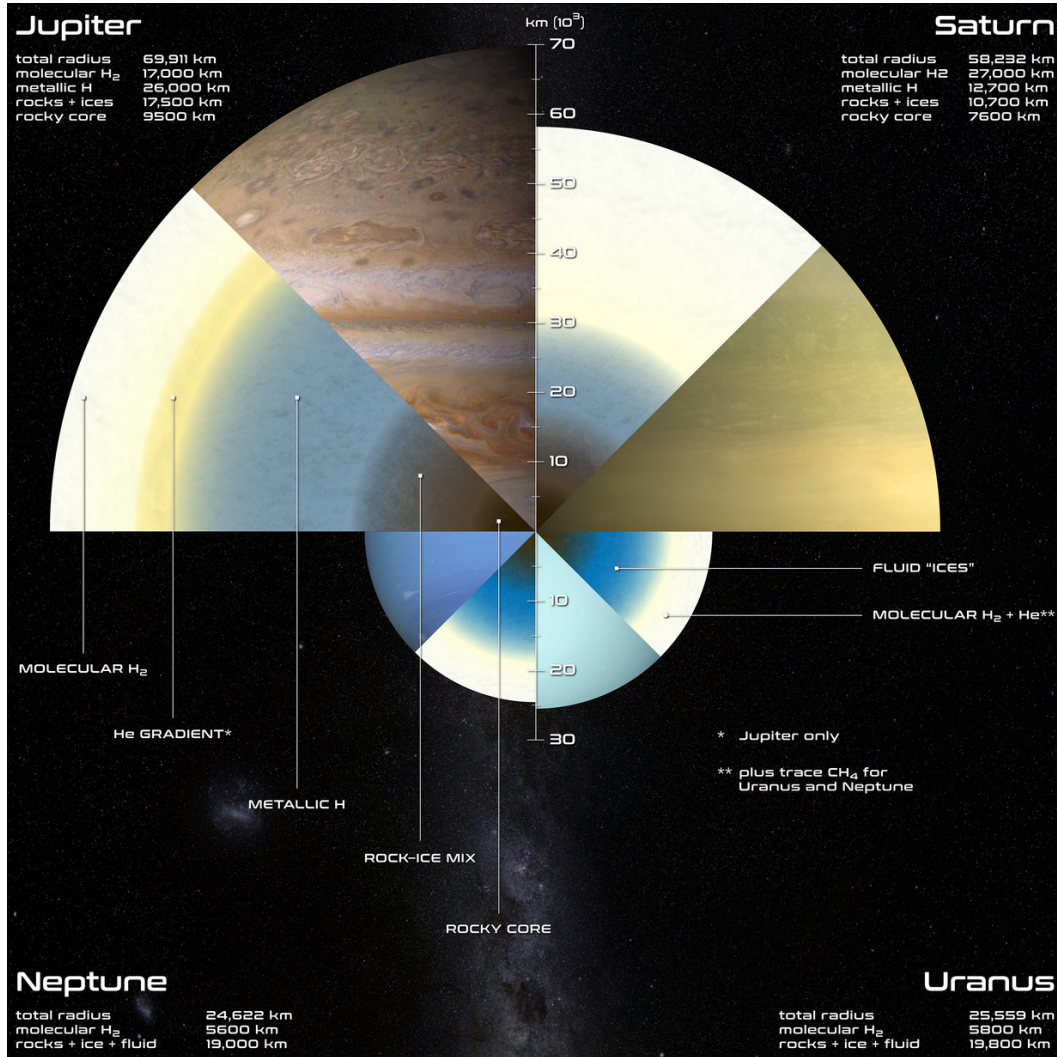 Jupiter
total radius 69,911 km
molecular H₂ 17,000 km
metallic H 26,000 km
rocks + ices 17,500 km
rocky core 9500 km
km (10³)
70
60
50
40
30
20
10
10
20
30
Saturn
total radius 58,232 km
molecular H2 27,000 km
metallic H 12,700 km
rocks + ices 10,700 km
rocky core 7600 km
FLUID “ICES”
MOLECULAR H₂ + He**
MOLECULAR H₂
He GRADIENT*
METALLIC H
ROCK–ICE MIX
ROCKY CORE
* Jupiter only
** plus trace CH₄ for
Uranus and Neptune
Neptune
total radius 24,622 km
molecular H₂ 5600 km
rocks + ice + fluid 19,000 km
Uranus
total radius 25,559 km
molecular H₂ 5800 km
rocks + ice + fluid 19,800 km